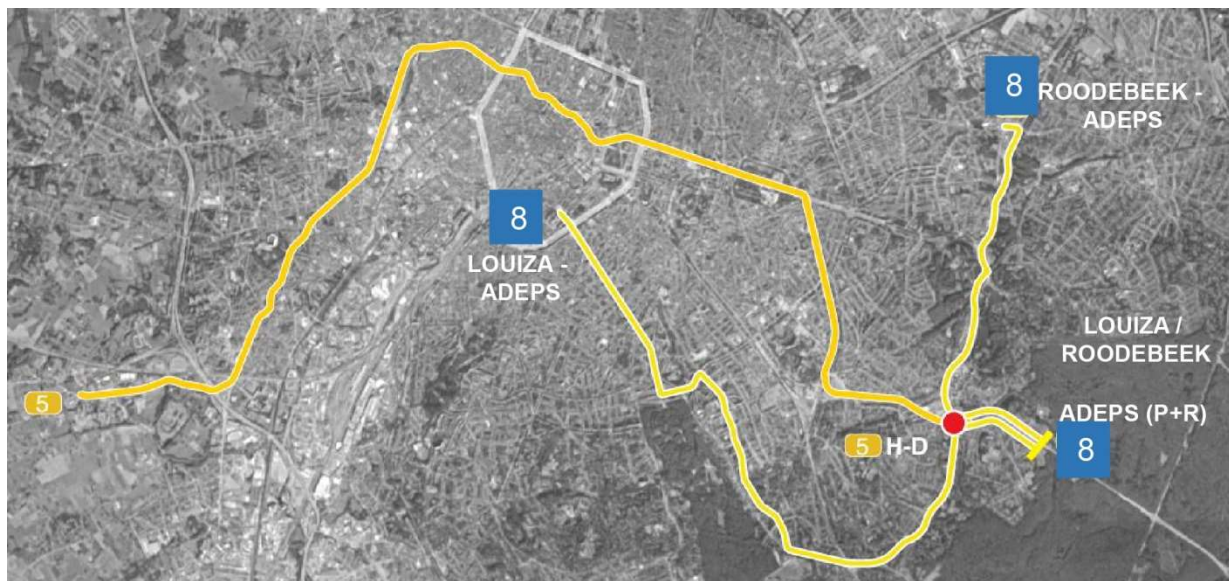 8
ROODEBEEK -
ADEPS
8
LOUIZA -
ADEPS
LOUIZA /
ROODEBEEK
5
ADEPS (P+R)
5 H-D
8